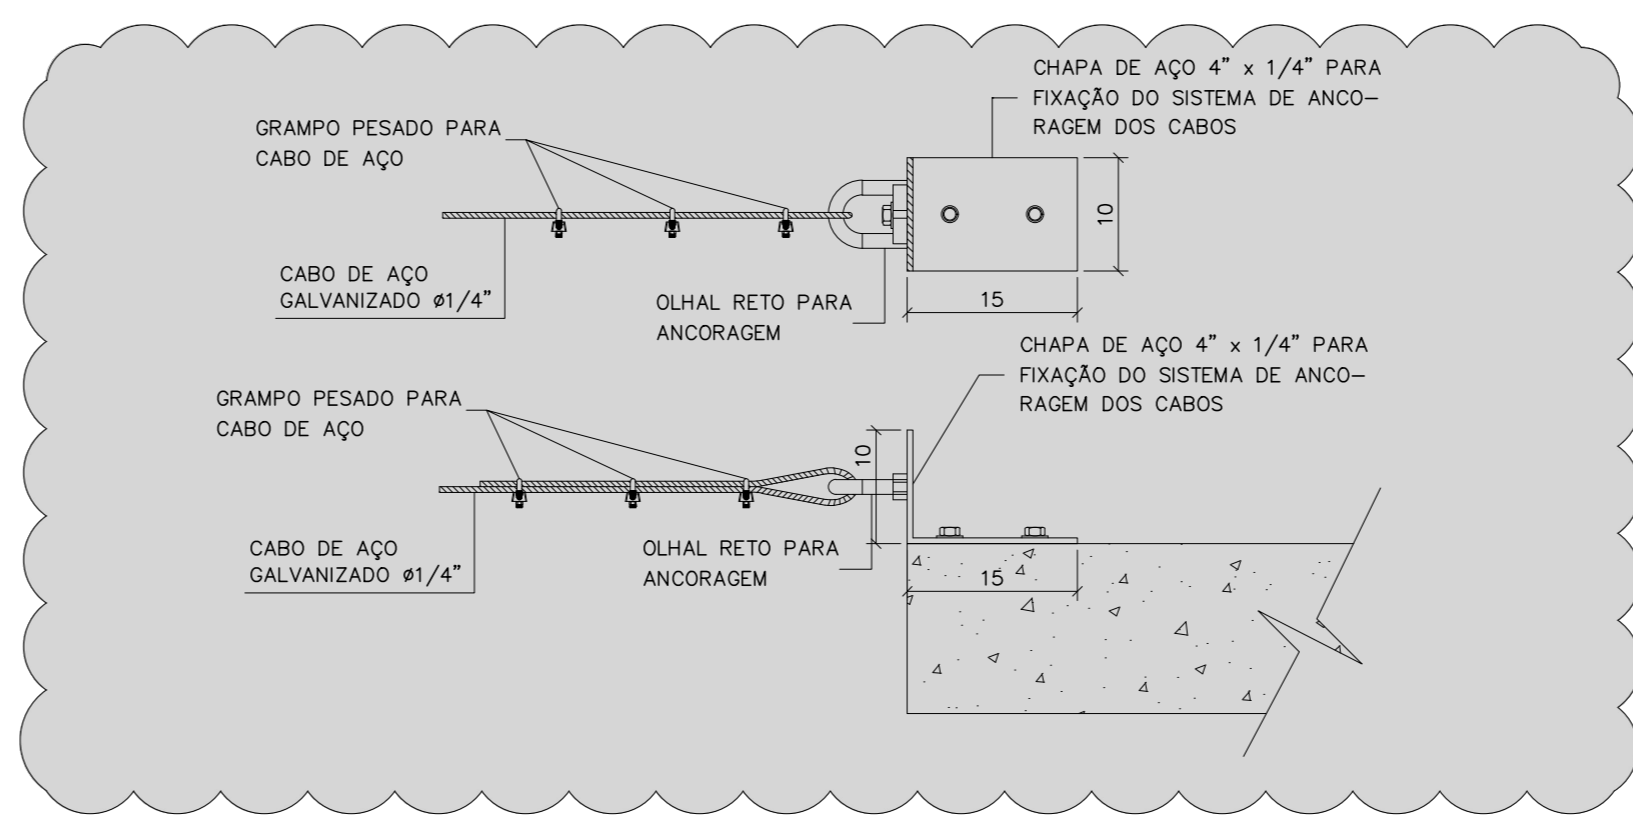 CHAPA DE AÇO 4" x 1/4" PARA
FIXAÇÃO DO SISTEMA DE ANCO-
RAGEM DOS CABOS
GRAMPO PESADO PARA
CABO DE AÇO
10
CABO DE AÇO
GALVANIZADO ø1/4"
OLHAL RETO PARA
ANCORAGEM
15
CHAPA DE AÇO 4" x 1/4" PARA
FIXAÇÃO DO SISTEMA DE ANCO-
RAGEM DOS CABOS
GRAMPO PESADO PARA
CABO DE AÇO
10
CABO DE AÇO
GALVANIZADO ø1/4"
OLHAL RETO PARA
ANCORAGEM
15